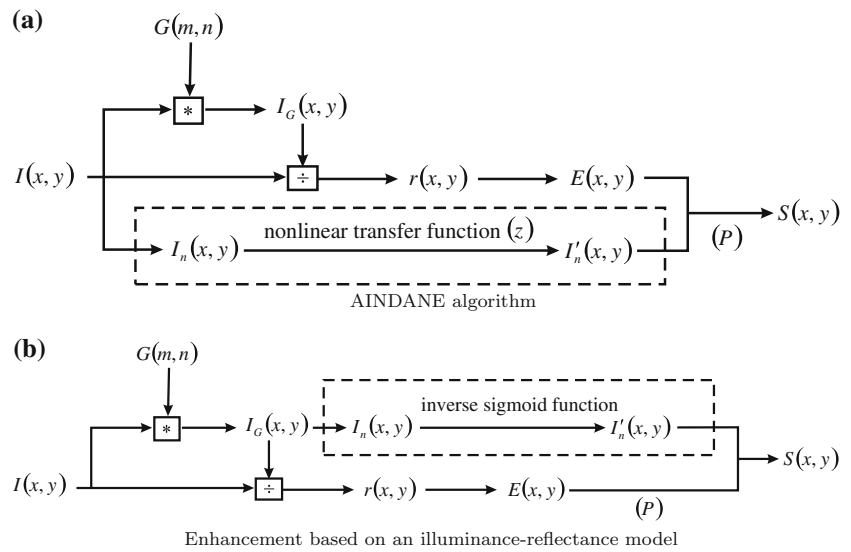 (a)
G(m,n)
* I_G(x,y)
I(x,y) ÷ r(x,y) E(x,y)
S(x,y)
(P)
nonlinear transfer function (z)
I_n(x,y) I'_n(x,y)
AINDANE algorithm
(b)
G(m,n)
inverse sigmoid function
* I_G(x,y) I_n(x,y) I'_n(x,y)
S(x,y)
I(x,y) ÷ r(x,y) E(x,y)
(P)
Enhancement based on an illuminance-reflectance model